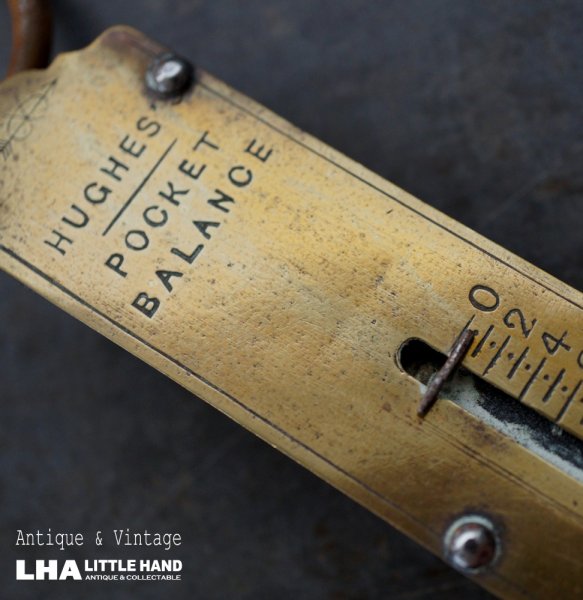 HUGHES
POCKET
BALANCE
0
2
4
Antique & Vintage
LHA LITTLE HAND
ANTIQUE & COLLECTABLE